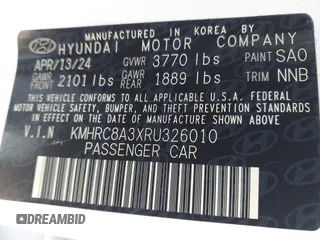 MANUFACTURED IN KOREA BY
HYUNDAI MOTOR COMPANY
APR/13/24 GVWR 3770 lbs PAINT SAO
GAWR FRONT 2101 lbs GAWR REAR 1889 lbs TRIM NNB
THIS VEHICLE CONFORMS TO ALL APPLICABLE U.S. FEDERAL
MOTOR VEHICLE SAFETY, BUMPER, AND THEFT PREVENTION
STANDARDS IN EFFECT ON THE DATE OF MANUFACTURE
SHOWN ABOVE.
V.I.N KMHRC8A3XRU326010
PASSENGER CAR
DREAMBID